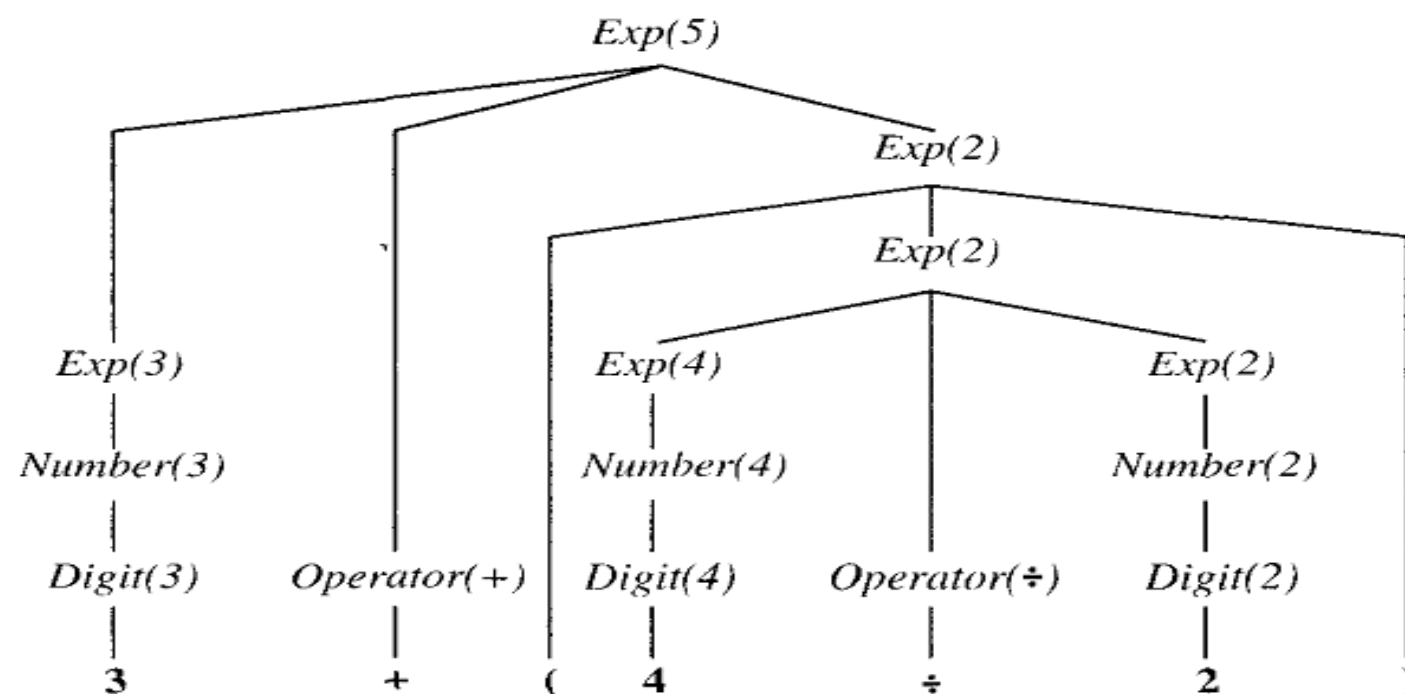 Exp(5)
Exp(2)
Exp(2)
Exp(3) Exp(4) Exp(2)
Number(3) Number(4) Number(2)
Digit(3) Operator(+) Digit(4) Operator(÷) Digit(2)
3 + ( 4 ÷ 2